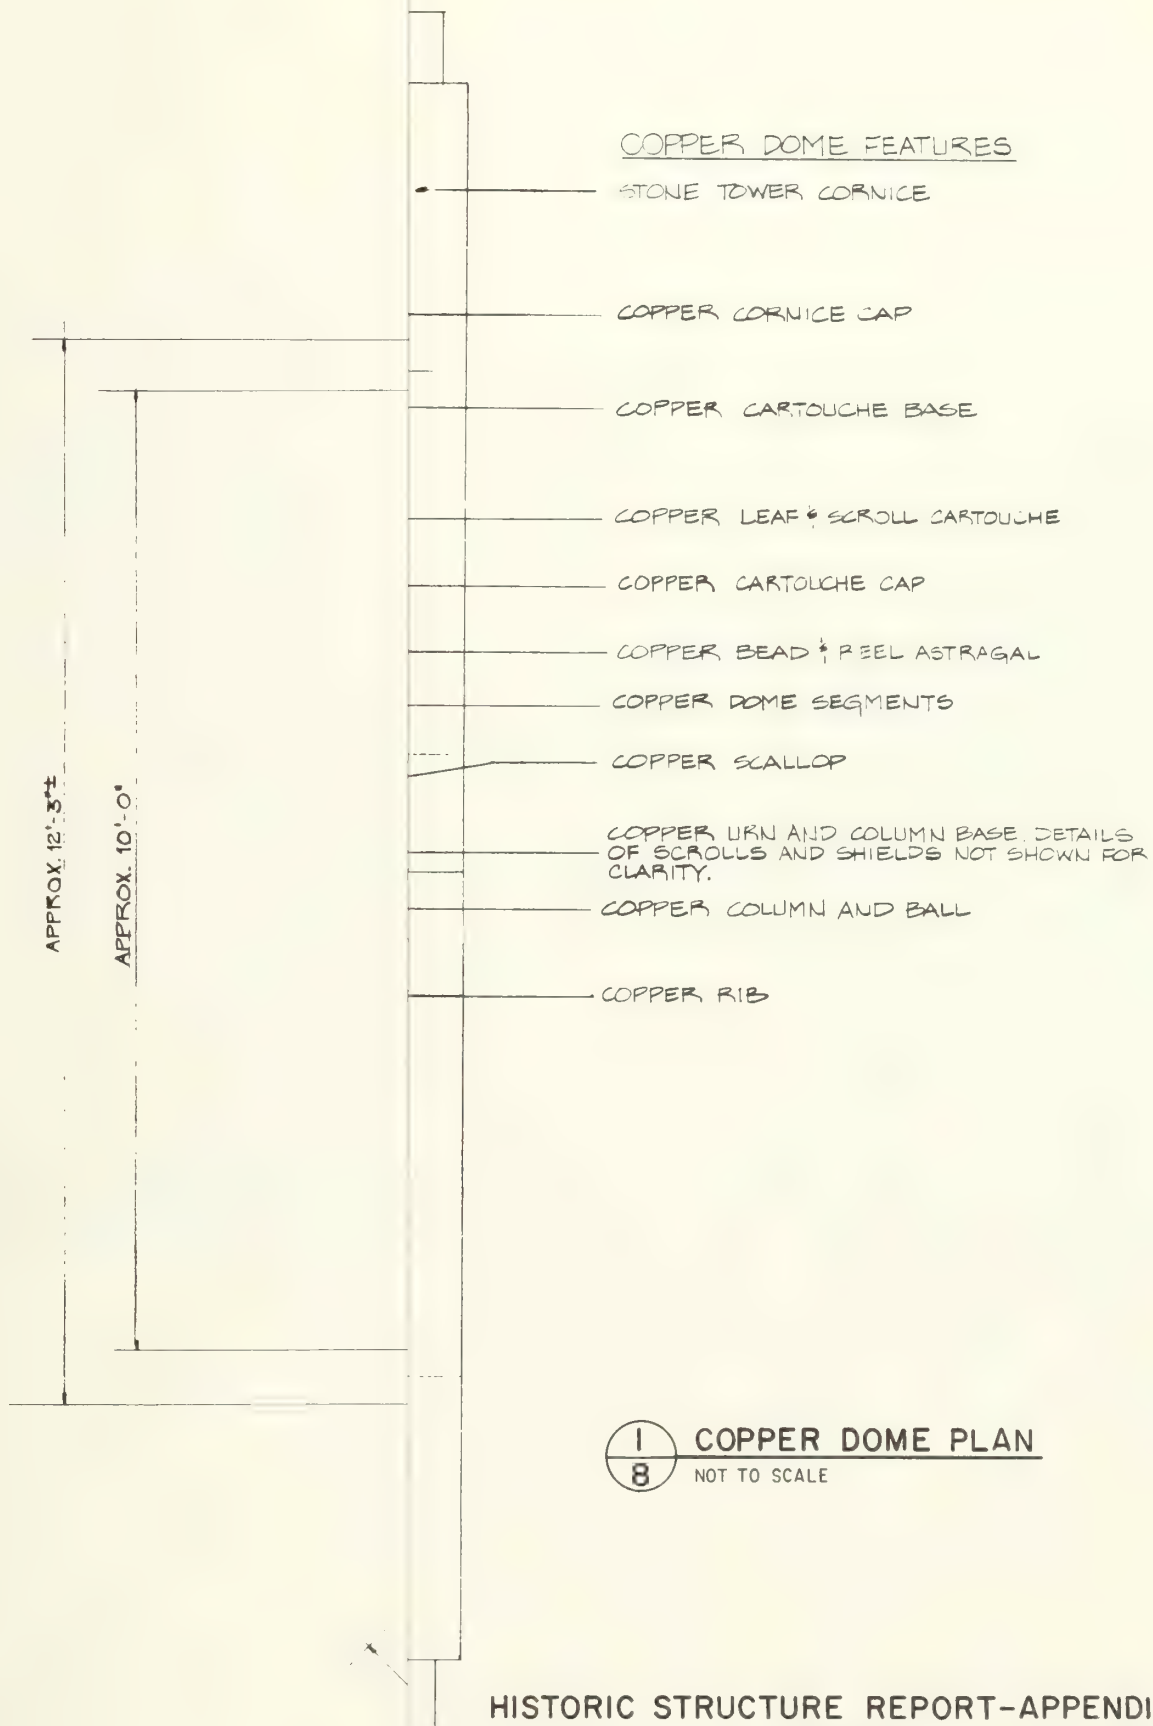 COPPER DOME FEATURES
STONE TOWER CORNICE
COPPER CORNICE CAP
COPPER CARTOUCHE BASE
COPPER LEAF & SCROLL CARTOUCHE
COPPER CARTOUCHE CAP
COPPER BEAD & REEL ASTRAGAL
COPPER DOME SEGMENTS
COPPER SCALLOP
COPPER URN AND COLUMN BASE. DETAILS
OF SCROLLS AND SHIELDS NOT SHOWN FOR
CLARITY.
COPPER COLUMN AND BALL
COPPER RIB
APPROX. 12'-3"±
APPROX. 10'-0"
1 COPPER DOME PLAN
8 NOT TO SCALE
HISTORIC STRUCTURE REPORT-APPENDI